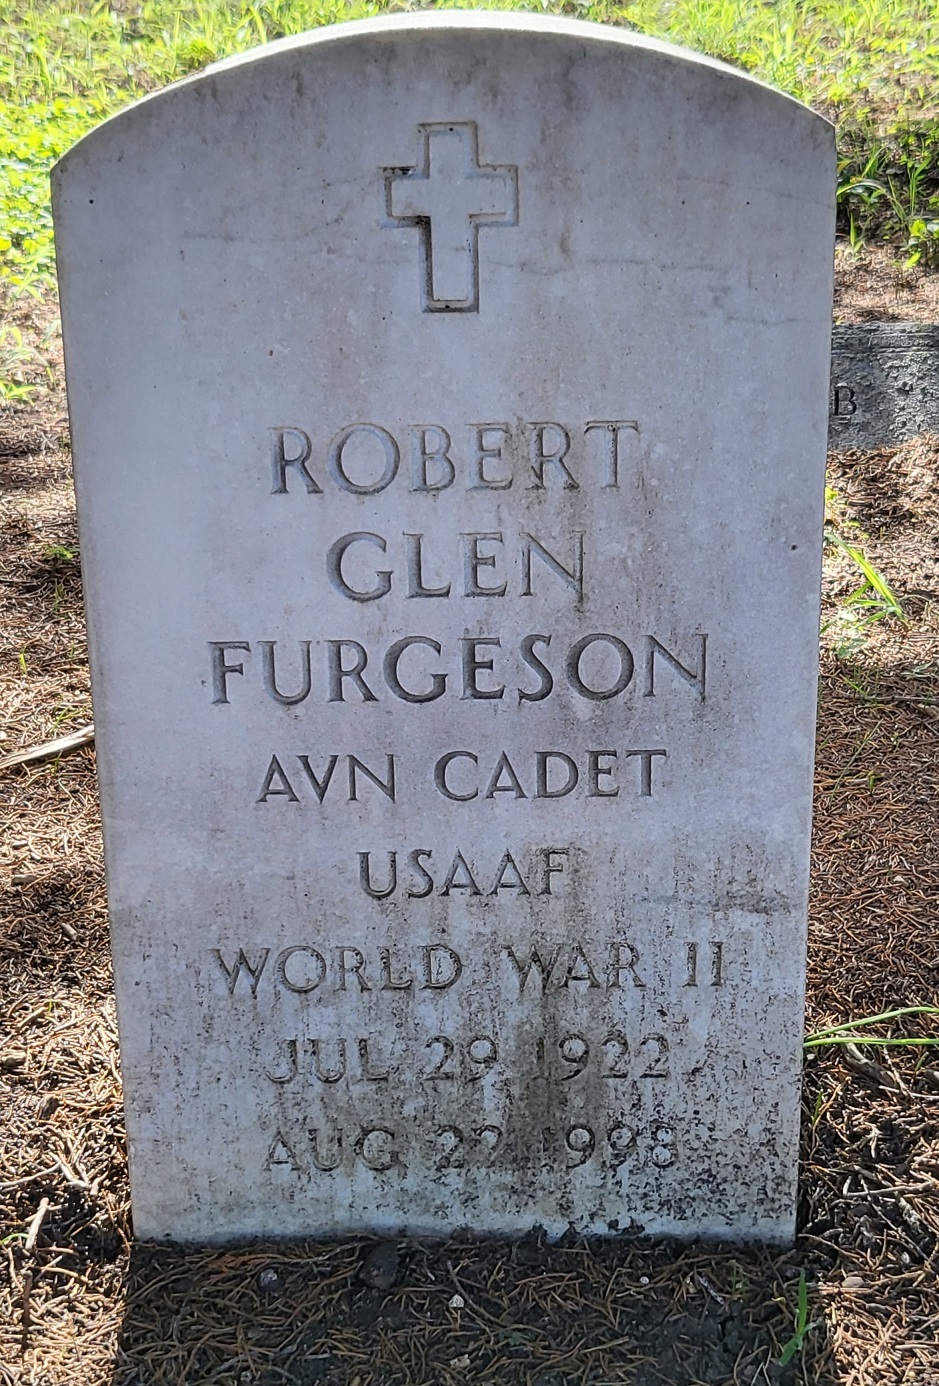 ROBERT
GLEN
FURGESON
AVN CADET
USAAF
WORLD WAR II
JUL 29 1922
AUG 22 1998
B